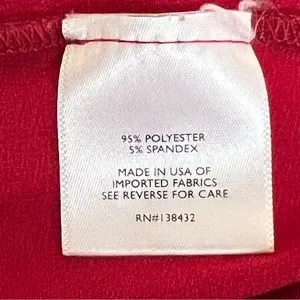 95% POLYESTER
5% SPANDEX
MADE IN USA OF
IMPORTED FABRICS
SEE REVERSE FOR CARE
RN#138432